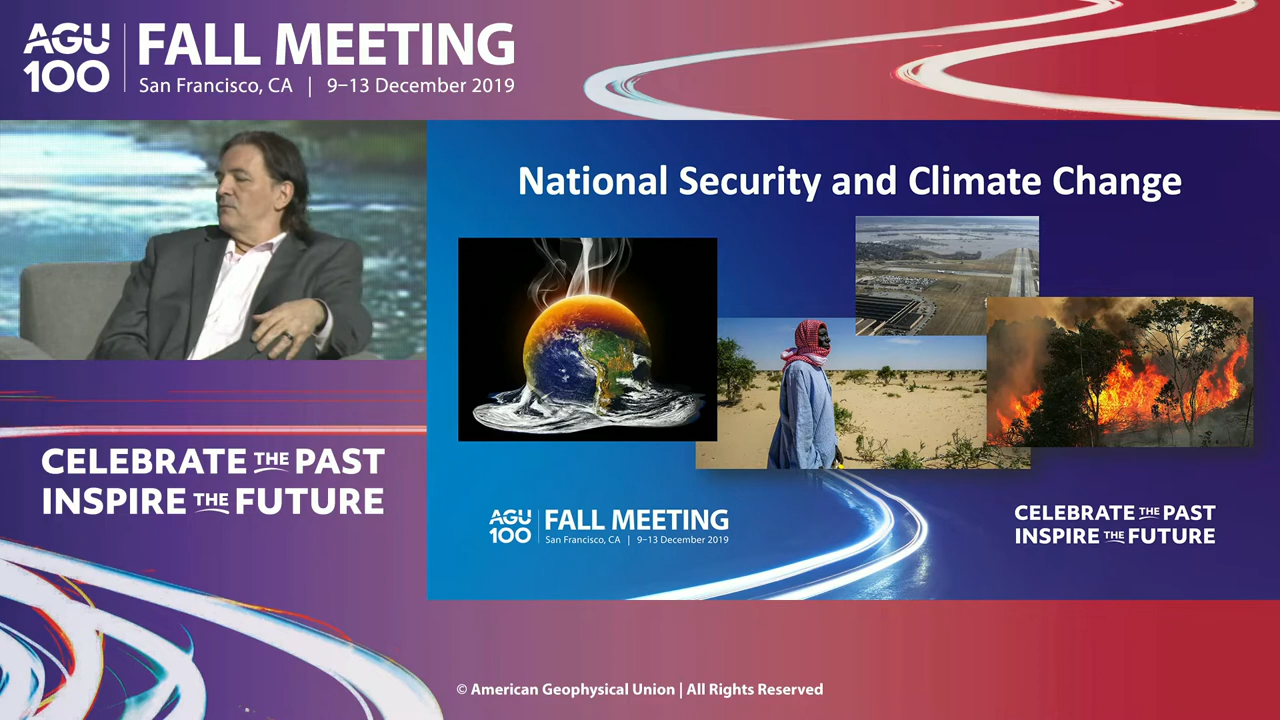 AGU
100
FALL MEETING
San Francisco, CA | 9–13 December 2019
National Security and Climate Change
CELEBRATE THE PAST
INSPIRE THE FUTURE
AGU
100
FALL MEETING
San Francisco, CA | 9–13 December 2019
CELEBRATE THE PAST
INSPIRE THE FUTURE
© American Geophysical Union | All Rights Reserved